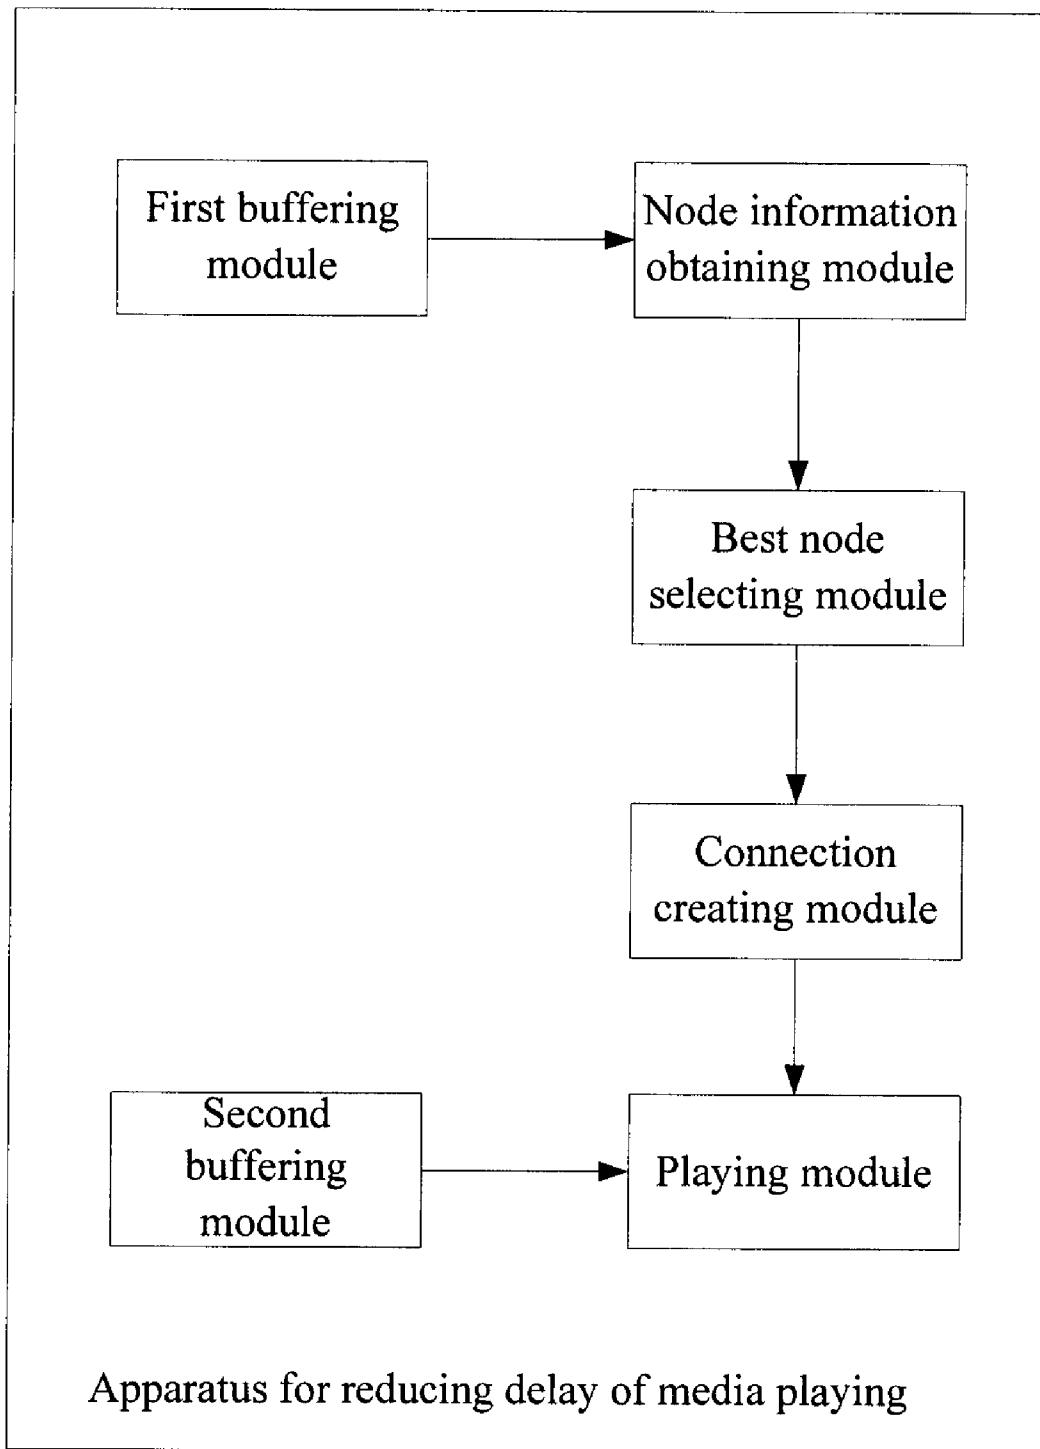 First buffering
module
Node information
obtaining module
Best node
selecting module
Connection
creating module
Second
buffering
module
Playing module
Apparatus for reducing delay of media playing